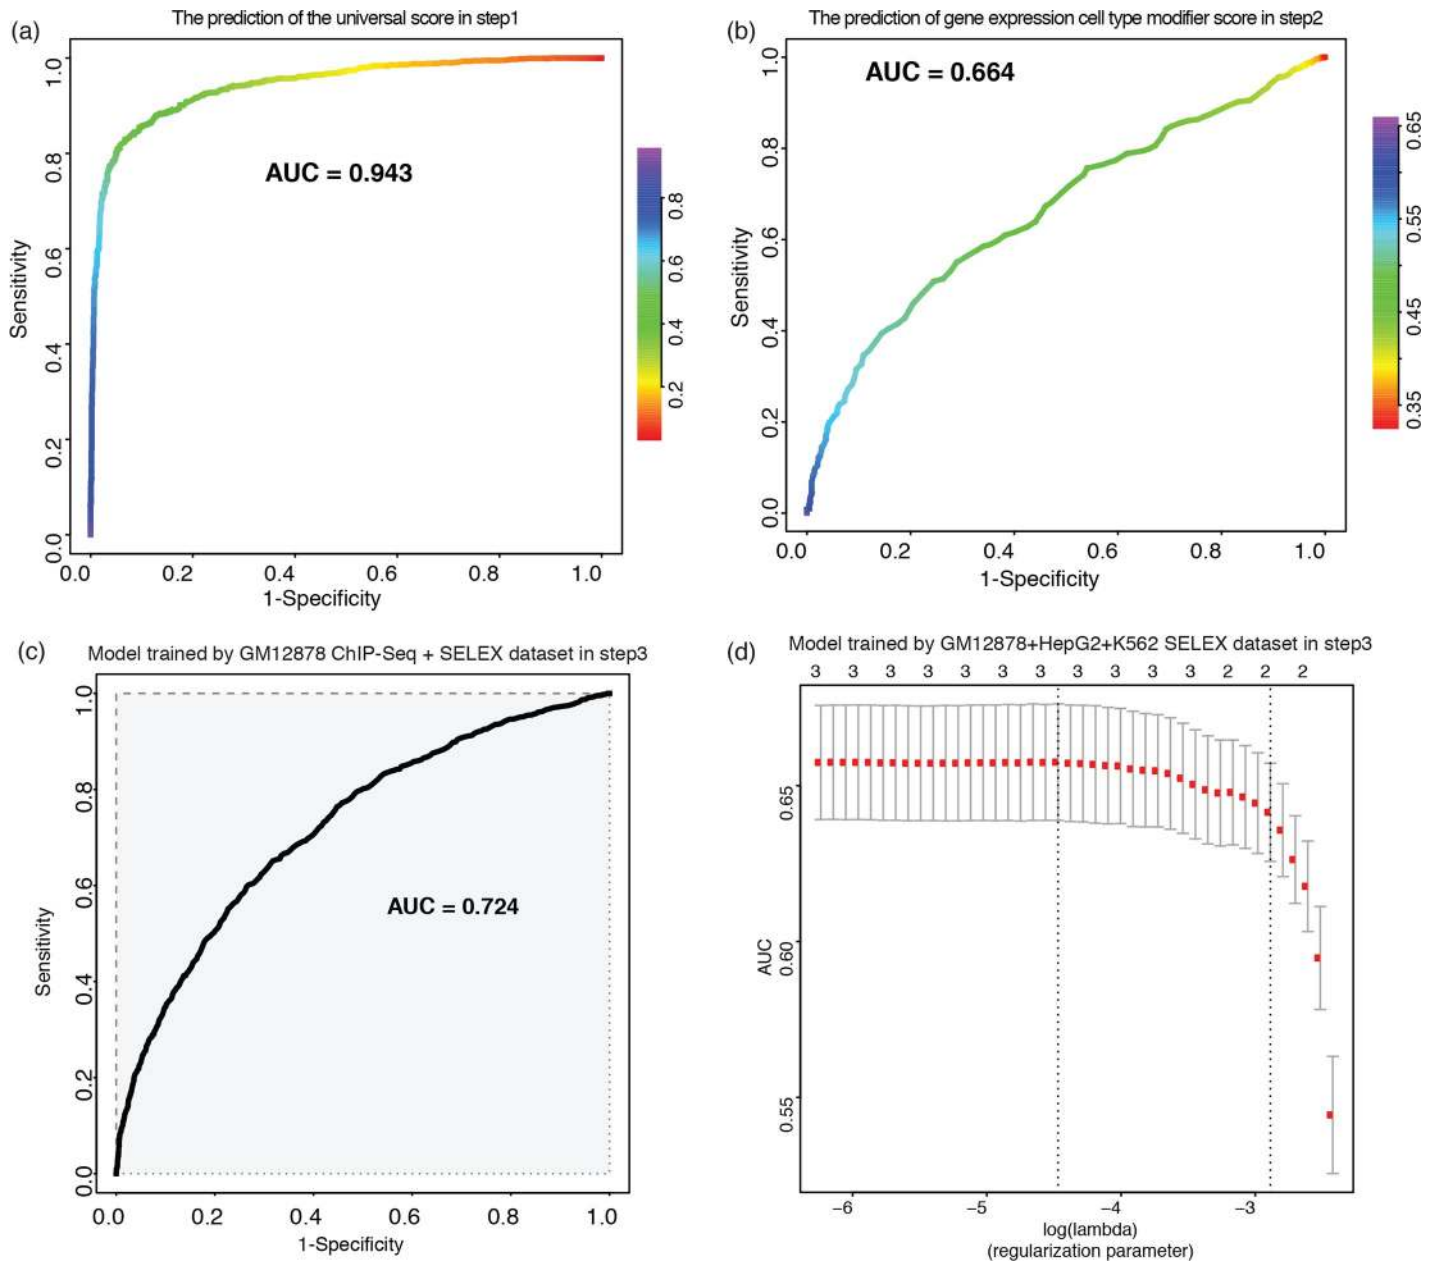 (a)
The prediction of the universal score in step1
AUC = 0.943
Sensitivity
0.0
0.2
0.4
0.6
0.8
1.0
0.0 0.2 0.4 0.6 0.8 1.0
1-Specificity
0.2
0.4
0.6
0.8
(b)
The prediction of gene expression cell type modifier score in step2
AUC = 0.664
Sensitivity
0.0
0.2
0.4
0.6
0.8
1.0
0.0 0.2 0.4 0.6 0.8 1.0
1-Specificity
0.35
0.45
0.55
0.65
(c)
Model trained by GM12878 ChIP-Seq + SELEX dataset in step3
AUC = 0.724
Sensitivity
0.0
0.2
0.4
0.6
0.8
1.0
0.0 0.2 0.4 0.6 0.8 1.0
1-Specificity
(d)
Model trained by GM12878+HepG2+K562 SELEX dataset in step3
3 3 3 3 3 3 3 3 3 3 3 2 2 2
AUC
0.55
0.60
0.65
−6 −5 −4 −3
log(lambda)
(regularization parameter)